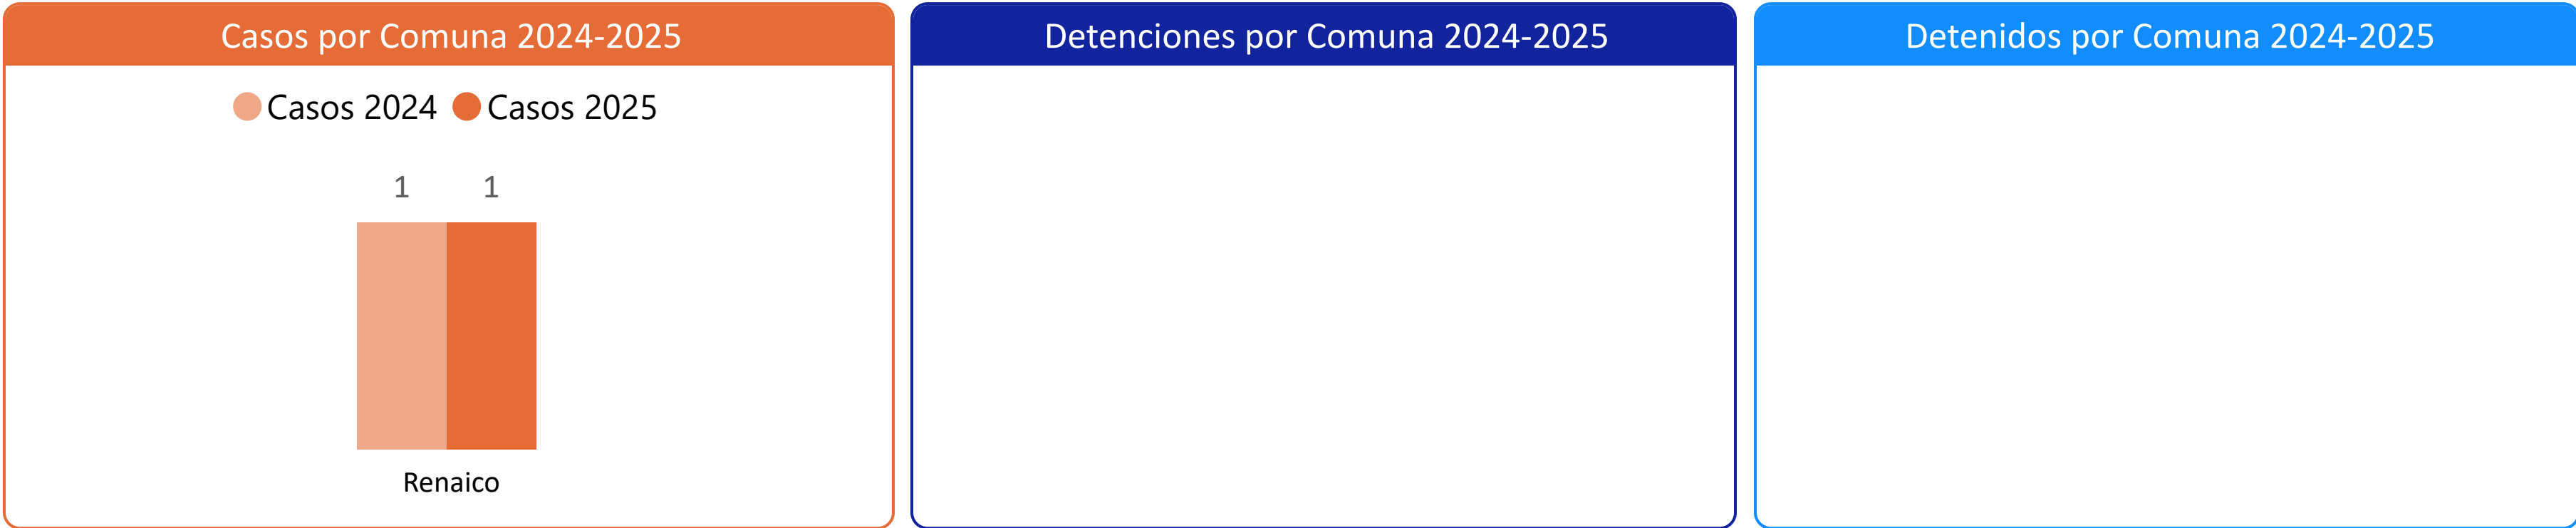 Casos por Comuna 2024-2025
Casos 2024 Casos 2025
1 1
Renaico
Detenciones por Comuna 2024-2025
Detenidos por Comuna 2024-2025